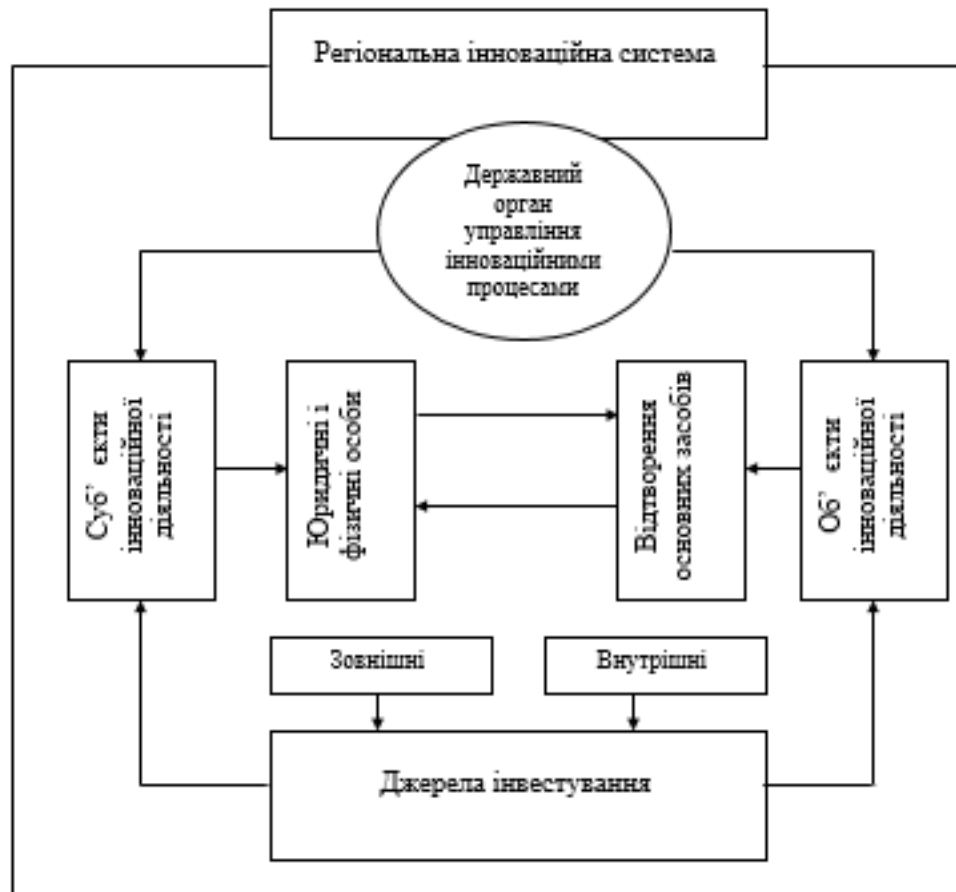 Регіональна інноваційна система
Державний
орган
управління
інноваційними
процесами
Суб’ єкти
інноваційної
діяльності
Юридичні і
фізичні особи
Відтворення
основних засобів
Об’ єкти
інноваційної
діяльності
Зовнішні
Внутрішні
Джерела інвестування